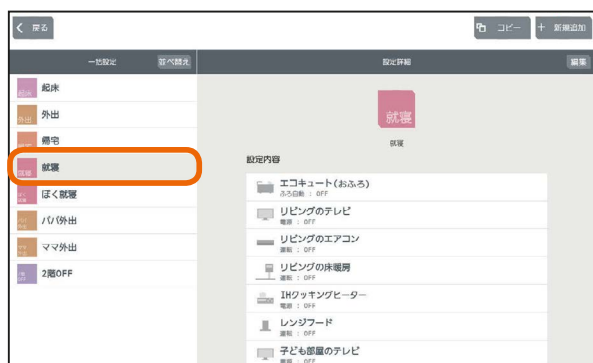 戻る
コピー
新規追加
一括設定
並べ替え
設定詳細
編集
起床
起床
外出
外出
帰宅
帰宅
就寝
就寝
ぼく就寝
パパ外出
ママ外出
2階OFF
就寝
就寝
設定内容
エコキュート(おふろ)
ふろ自動 : OFF
リビングのテレビ
電源 : OFF
リビングのエアコン
運転 : OFF
リビングの床暖房
運転 : OFF
IHクッキングヒーター
電源 : OFF
レンジフード
運転 : OFF
子ども部屋のテレビ
電源 : OFF